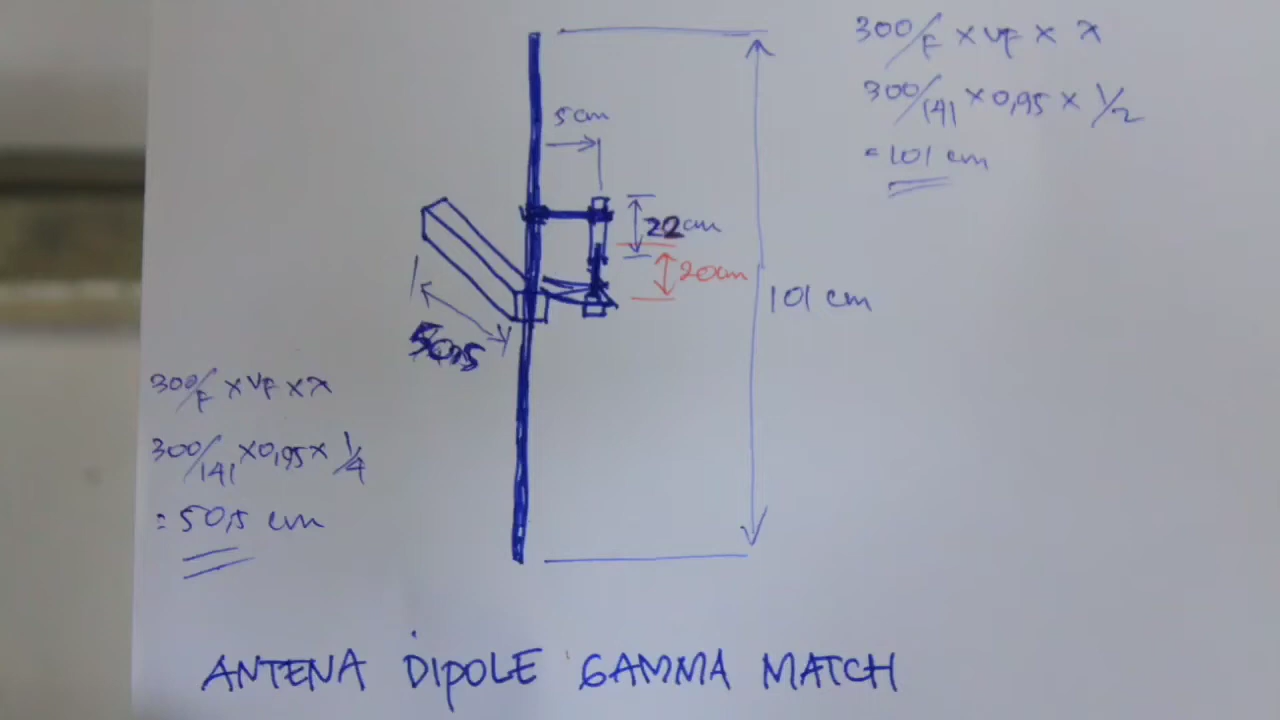 300/F × VF × λ
300/141 × 0,95 × 1/2
= 101 cm
5 cm
22 cm
20 cm
101 cm
50,5
300/F × VF × λ
300/141 × 0,95 × 1/4
= 50,5 cm
ANTENA DIPOLE GAMMA MATCH